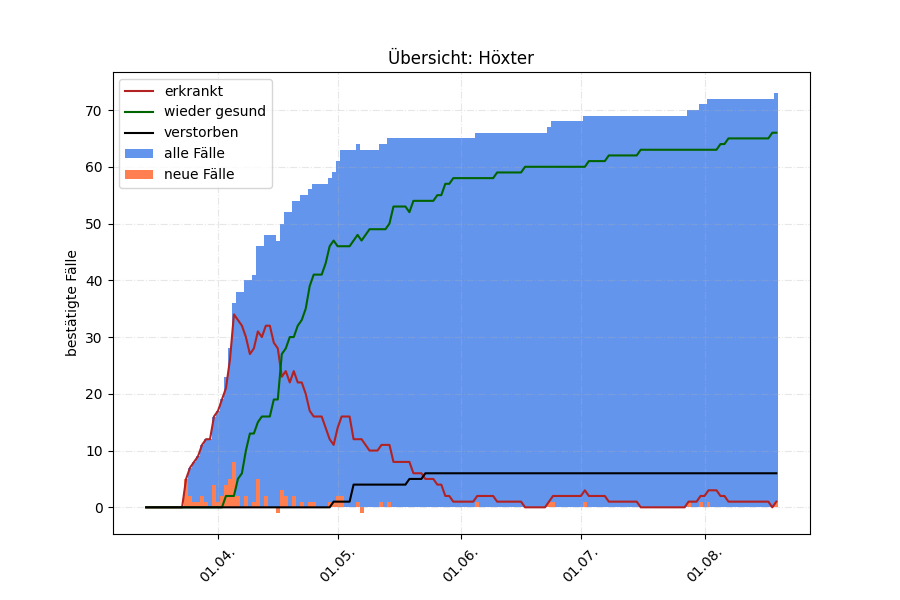 Übersicht: Höxter
erkrankt
wieder gesund
verstorben
alle Fälle
neue Fälle
bestätigte Fälle
70
60
50
40
30
20
10
0
01.04.
01.05.
01.06.
01.07.
01.08.